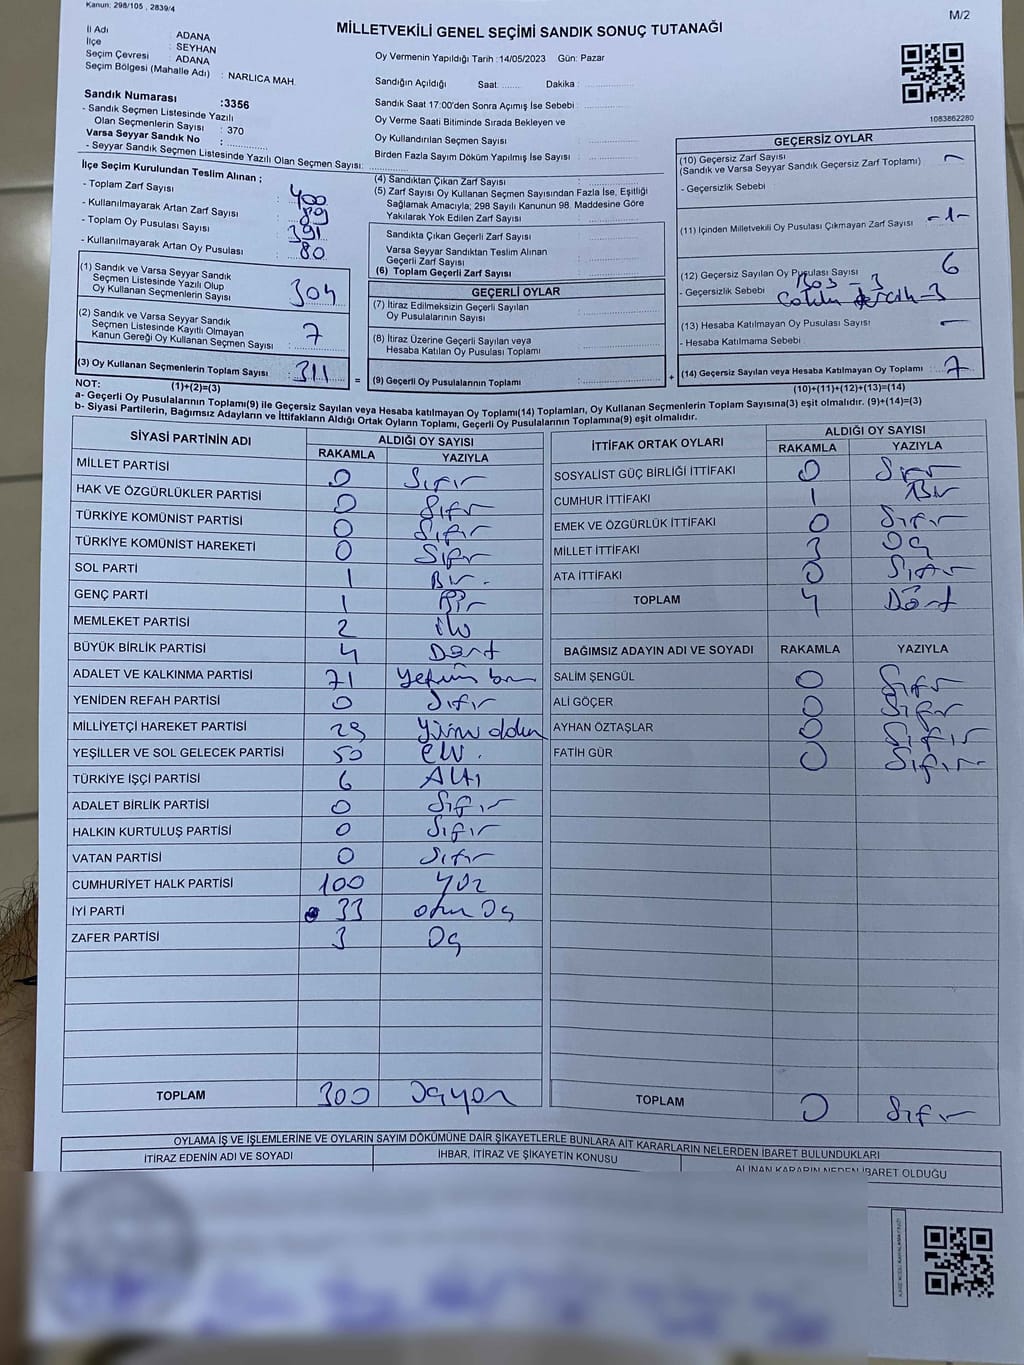 Kanun: 298/105 , 2839/4
M/2
MİLLETVEKİLİ GENEL SEÇİMİ SANDIK SONUÇ TUTANAĞI
İl Adı : ADANA
İlçe : SEYHAN
Seçim Çevresi : ADANA
Seçim Bölgesi (Mahalle Adı) : NARLICA MAH.
Sandık Numarası :3356
- Sandık Seçmen Listesinde Yazılı
Olan Seçmenlerin Sayısı : 370
Varsa Seyyar Sandık No :
- Seyyar Sandık Seçmen Listesinde Yazılı Olan Seçmen Sayısı:
Oy Vermenin Yapıldığı Tarih :14/05/2023 Gün: Pazar
Sandığın Açıldığı Saat Dakika :
Sandık Saat 17:00'den Sonra Açımış İse Sebebi :
Oy Verme Saati Bitiminde Sırada Bekleyen ve
Oy Kullandırılan Seçmen Sayısı :
Birden Fazla Sayım Döküm Yapılmış İse Sayısı :
1083862280
İlçe Seçim Kurulundan Teslim Alınan ;
- Toplam Zarf Sayısı : 400
- Kullanılmayarak Artan Zarf Sayısı : 89
- Toplam Oy Pusulası Sayısı : 391
- Kullanılmayarak Artan Oy Pusulası : 80
(1) Sandık ve Varsa Seyyar Sandık
Seçmen Listesinde Yazılı Olup
Oy Kullanan Seçmenlerin Sayısı : 304
(2) Sandık ve Varsa Seyyar Sandık
Seçmen Listesinde Kayıtlı Olmayan
Kanun Gereği Oy Kullanan Seçmen Sayısı : 7
(3) Oy Kullanan Seçmenlerin Toplam Sayısı : 311 =
(4) Sandıktan Çıkan Zarf Sayısı :
(5) Zarf Sayısı Oy Kullanan Seçmen Sayısından Fazla İse, Eşitliği
Sağlamak Amacıyla; 298 Sayılı Kanunun 98. Maddesine Göre
Yakılarak Yok Edilen Zarf Sayısı :
Sandıkta Çıkan Geçerli Zarf Sayısı :
Varsa Seyyar Sandıktan Teslim Alınan
Geçerli Zarf Sayısı :
(6) Toplam Geçerli Zarf Sayısı :
GEÇERLİ OYLAR
(7) İtiraz Edilmeksizin Geçerli Sayılan
Oy Pusulalarının Sayısı :
(8) İtiraz Üzerine Geçerli Sayılan veya
Hesaba Katılan Oy Pusulası Toplamı :
(9) Geçerli Oy Pusulalarının Toplamı : +
GEÇERSİZ OYLAR
(10) Geçersiz Zarf Sayısı : -
(Sandık ve Varsa Seyyar Sandık Geçersiz Zarf Toplamı)
- Geçersizlik Sebebi
(11) İçinden Milletvekili Oy Pusulası Çıkmayan Zarf Sayısı : -1-
(12) Geçersiz Sayılan Oy Pusulası Sayısı : 6
- Geçersizlik Sebebi Boş - 3
tercih-3
(13) Hesaba Katılmayan Oy Pusulası Sayısı : -
- Hesaba Katılmama Sebebi
(14) Geçersiz Sayılan veya Hesaba Katılmayan Oy Toplamı : 7
NOT: (1)+(2)=(3)
(10)+(11)+(12)+(13)=(14)
a- Geçerli Oy Pusulalarının Toplamı(9) ile Geçersiz Sayılan veya Hesaba katılmayan Oy Toplamı(14) Toplamları, Oy Kullanan Seçmenlerin Toplam Sayısına(3) eşit olmalıdır. (9)+(14)=(3)
b- Siyasi Partilerin, Bağımsız Adayların ve İttifakların Aldığı Ortak Oyların Toplamı, Geçerli Oy Pusulalarının Toplamına(9) eşit olmalıdır.
SİYASİ PARTİNİN ADI ALDIĞI OY SAYISI
RAKAMLA YAZIYLA
MİLLET PARTİSİ 0 Sıfır
HAK VE ÖZGÜRLÜKLER PARTİSİ 0 Sıfır
TÜRKİYE KOMÜNİST PARTİSİ 0 Sıfır
TÜRKİYE KOMÜNİST HAREKETİ 0 Sıfır
SOL PARTİ 1 Bir.
GENÇ PARTİ 1 Bir
MEMLEKET PARTİSİ 2 iki
BÜYÜK BİRLİK PARTİSİ 4 Dört
ADALET VE KALKINMA PARTİSİ 71 Yetmiş bir
YENİDEN REFAH PARTİSİ 0 Sıfır
MİLLİYETÇİ HAREKET PARTİSİ 29 Yirmi dokuz
YEŞİLLER VE SOL GELECEK PARTİSİ 50 elli.
TÜRKİYE İŞÇİ PARTİSİ 6 Altı
ADALET BİRLİK PARTİSİ 0 Sıfır
HALKIN KURTULUŞ PARTİSİ 0 Sıfır
VATAN PARTİSİ 0 Sıfır
CUMHURİYET HALK PARTİSİ 100 yüz
İYİ PARTİ 33 otuz üç
ZAFER PARTİSİ 3 üç
TOPLAM 300 üçyüz
İTTİFAK ORTAK OYLARI ALDIĞI OY SAYISI
RAKAMLA YAZIYLA
SOSYALİST GÜÇ BİRLİĞİ İTTİFAKI 0 Sıfır
CUMHUR İTTİFAKI 1 Bir
EMEK VE ÖZGÜRLÜK İTTİFAKI 0 Sıfır
MİLLET İTTİFAKI 3 üç
ATA İTTİFAKI 0 Sıfır
TOPLAM 4 Dört
BAĞIMSIZ ADAYIN ADI VE SOYADI RAKAMLA YAZIYLA
SALİM ŞENGÜL 0 Sıfır
ALİ GÖÇER 0 Sıfır
AYHAN ÖZTAŞLAR 0 Sıfır
FATİH GÜR 0 Sıfır
TOPLAM 0 Sıfır
OYLAMA İŞ VE İŞLEMLERİNE VE OYLARIN SAYIM DÖKÜMÜNE DAİR ŞİKAYETLERLE BUNLARA AİT KARARLARIN NELERDEN İBARET BULUNDUKLARI
İTİRAZ EDENİN ADI VE SOYADI İHBAR, İTİRAZ VE ŞİKAYETİN KONUSU ALINAN KARARIN NEDEN İBARET OLDUĞU